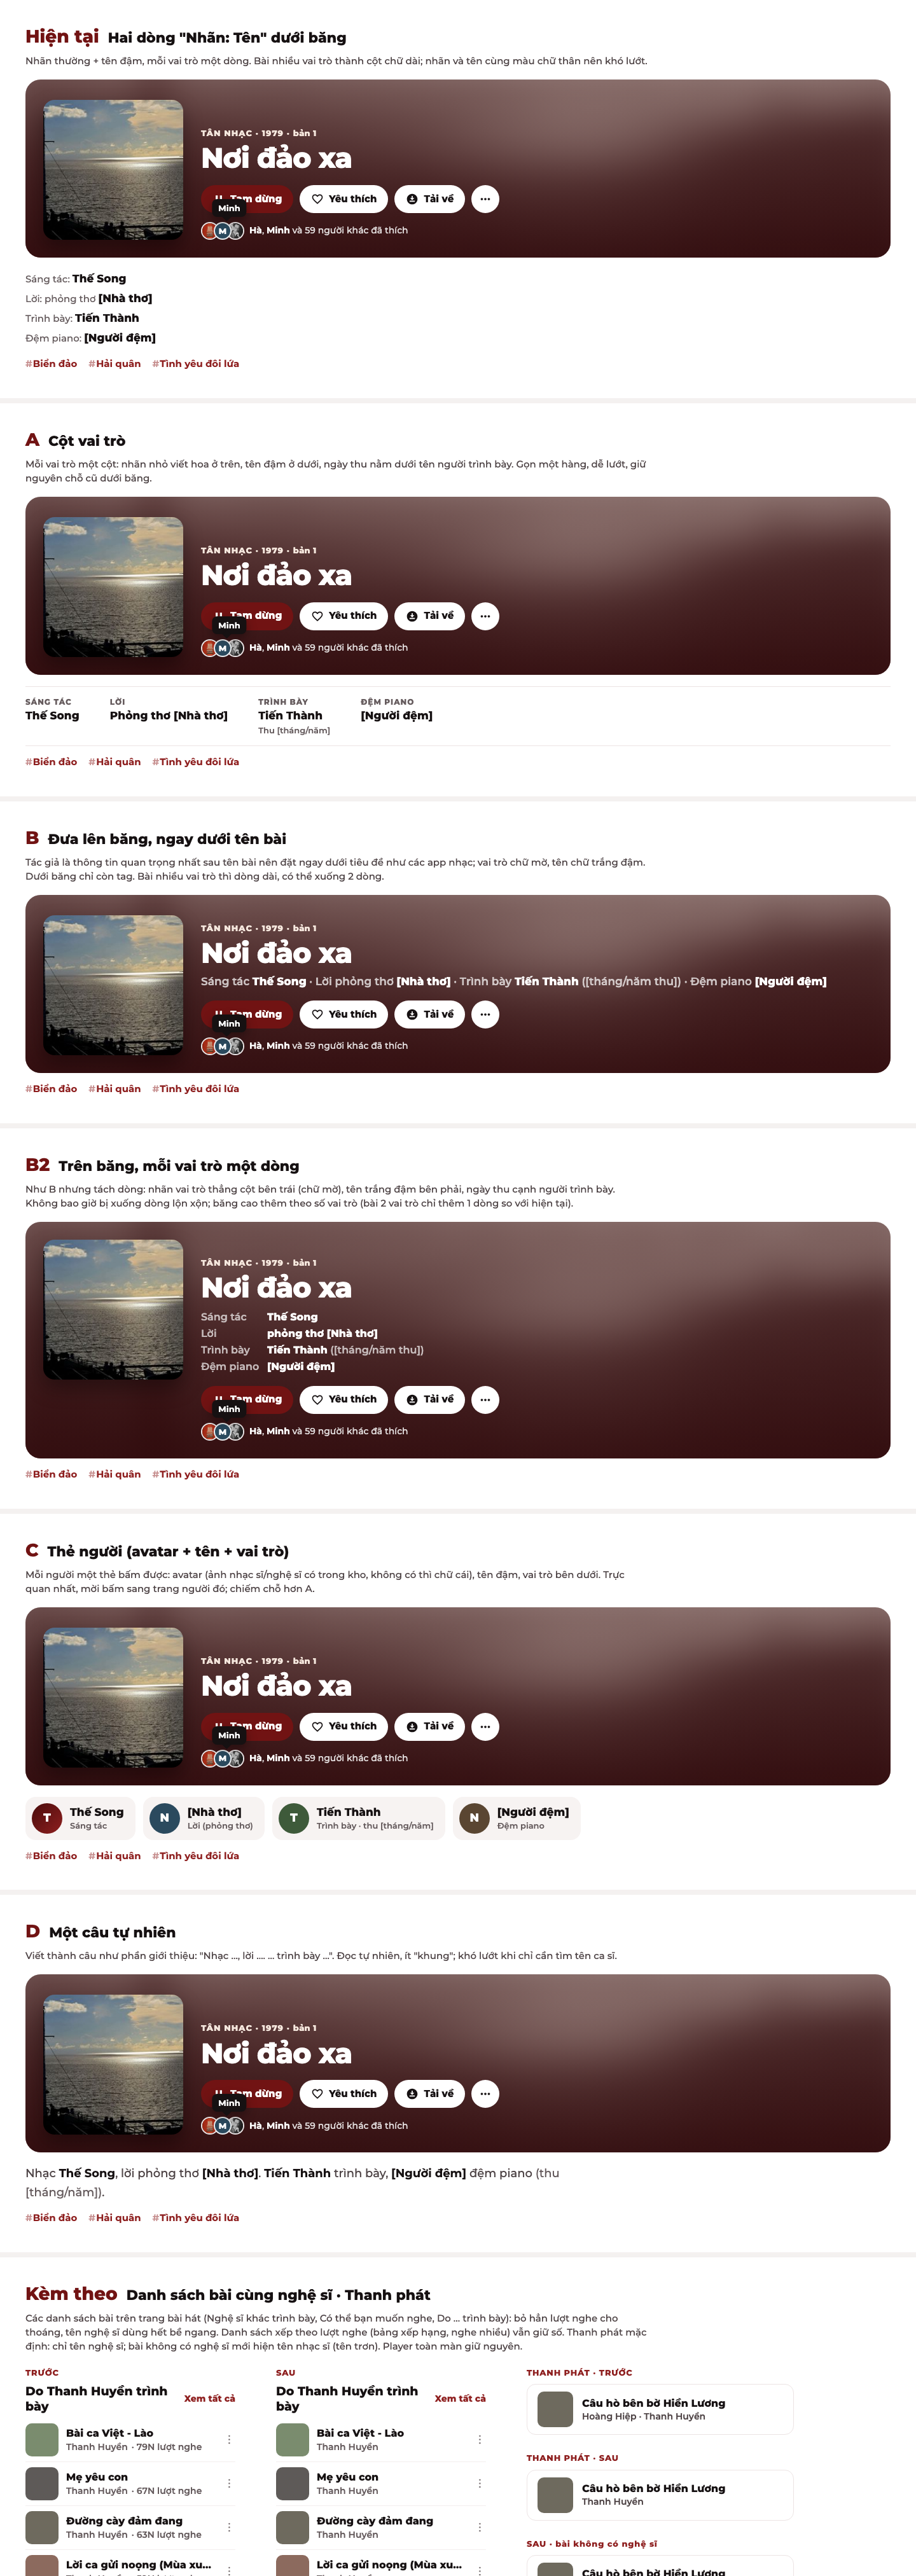 Hiện tại Hai dòng "Nhãn: Tên" dưới băng
Nhãn thường + tên đậm, mỗi vai trò một dòng. Bài nhiều vai trò thành cột chữ dài; nhãn và tên cùng màu chữ thân nên khó lướt.
TÂN NHẠC · 1979 · bản 1
Nơi đảo xa
Tạm dừng
Yêu thích
Tải về
Minh
M
Hà, Minh và 59 người khác đã thích
Sáng tác: Thế Song
Lời: phỏng thơ [Nhà thơ]
Trình bày: Tiến Thành
Đệm piano: [Người đệm]
#Biển đảo #Hải quân #Tình yêu đôi lứa
A Cột vai trò
Mỗi vai trò một cột: nhãn nhỏ viết hoa ở trên, tên đậm ở dưới, ngày thu nằm dưới tên người trình bày. Gọn một hàng, dễ lướt, giữ
nguyên chỗ cũ dưới băng.
TÂN NHẠC · 1979 · bản 1
Nơi đảo xa
Tạm dừng
Yêu thích
Tải về
Minh
M
Hà, Minh và 59 người khác đã thích
SÁNG TÁC LỜI TRÌNH BÀY ĐỆM PIANO
Thế Song Phỏng thơ [Nhà thơ] Tiến Thành [Người đệm]
Thu [tháng/năm]
#Biển đảo #Hải quân #Tình yêu đôi lứa
B Đưa lên băng, ngay dưới tên bài
Tác giả là thông tin quan trọng nhất sau tên bài nên đặt ngay dưới tiêu đề như các app nhạc; vai trò chữ mờ, tên chữ trắng đậm.
Dưới băng chỉ còn tag. Bài nhiều vai trò thì dòng dài, có thể xuống 2 dòng.
TÂN NHẠC · 1979 · bản 1
Nơi đảo xa
Sáng tác Thế Song · Lời phỏng thơ [Nhà thơ] · Trình bày Tiến Thành ([tháng/năm thu]) · Đệm piano [Người đệm]
Tạm dừng
Yêu thích
Tải về
Minh
M
Hà, Minh và 59 người khác đã thích
#Biển đảo #Hải quân #Tình yêu đôi lứa
B2 Trên băng, mỗi vai trò một dòng
Như B nhưng tách dòng: nhãn vai trò thẳng cột bên trái (chữ mờ), tên trắng đậm bên phải, ngày thu cạnh người trình bày.
Không bao giờ bị xuống dòng lộn xộn; băng cao thêm theo số vai trò (bài 2 vai trò chỉ thêm 1 dòng so với hiện tại).
TÂN NHẠC · 1979 · bản 1
Nơi đảo xa
Sáng tác Thế Song
Lời phỏng thơ [Nhà thơ]
Trình bày Tiến Thành ([tháng/năm thu])
Đệm piano [Người đệm]
Tạm dừng
Yêu thích
Tải về
Minh
M
Hà, Minh và 59 người khác đã thích
#Biển đảo #Hải quân #Tình yêu đôi lứa
C Thẻ người (avatar + tên + vai trò)
Mỗi người một thẻ bấm được: avatar (ảnh nhạc sĩ/nghệ sĩ có trong kho, không có thì chữ cái), tên đậm, vai trò bên dưới. Trực
quan nhất, mời bấm sang trang người đó; chiếm chỗ hơn A.
TÂN NHẠC · 1979 · bản 1
Nơi đảo xa
Tạm dừng
Yêu thích
Tải về
Minh
M
Hà, Minh và 59 người khác đã thích
T Thế Song N [Nhà thơ] T Tiến Thành N [Người đệm]
Sáng tác Lời (phỏng thơ) Trình bày · thu [tháng/năm] Đệm piano
#Biển đảo #Hải quân #Tình yêu đôi lứa
D Một câu tự nhiên
Viết thành câu như phần giới thiệu: "Nhạc ..., lời .... ... trình bày ...". Đọc tự nhiên, ít "khung"; khó lướt khi chỉ cần tìm tên ca sĩ.
TÂN NHẠC · 1979 · bản 1
Nơi đảo xa
Tạm dừng
Yêu thích
Tải về
Minh
M
Hà, Minh và 59 người khác đã thích
Nhạc Thế Song, lời phỏng thơ [Nhà thơ]. Tiến Thành trình bày, [Người đệm] đệm piano (thu
[tháng/năm]).
#Biển đảo #Hải quân #Tình yêu đôi lứa
Kèm theo Danh sách bài cùng nghệ sĩ · Thanh phát
Các danh sách bài trên trang bài hát (Nghệ sĩ khác trình bày, Có thể bạn muốn nghe, Do ... trình bày): bỏ hẳn lượt nghe cho
thoáng, tên nghệ sĩ dùng hết bề ngang. Danh sách xếp theo lượt nghe (bảng xếp hạng, nghe nhiều) vẫn giữ số. Thanh phát mặc
định: chỉ tên nghệ sĩ; bài không có nghệ sĩ mới hiện tên nhạc sĩ (tên trơn). Player toàn màn giữ nguyên.
TRƯỚC
Do Thanh Huyền trình
bày
Xem tất cả
Bài ca Việt - Lào
Thanh Huyền · 79N lượt nghe
Mẹ yêu con
Thanh Huyền · 67N lượt nghe
Đường cày đảm đang
Thanh Huyền · 63N lượt nghe
Lời ca gửi noọng (Mùa xu...
SAU
Do Thanh Huyền trình
bày
Xem tất cả
Bài ca Việt - Lào
Thanh Huyền
Mẹ yêu con
Thanh Huyền
Đường cày đảm đang
Thanh Huyền
Lời ca gửi noọng (Mùa xu...
THANH PHÁT · TRƯỚC
Câu hò bên bờ Hiền Lương
Hoàng Hiệp · Thanh Huyền
THANH PHÁT · SAU
Câu hò bên bờ Hiền Lương
Thanh Huyền
SAU · bài không có nghệ sĩ
Câu hò bên bờ Hiền Lương